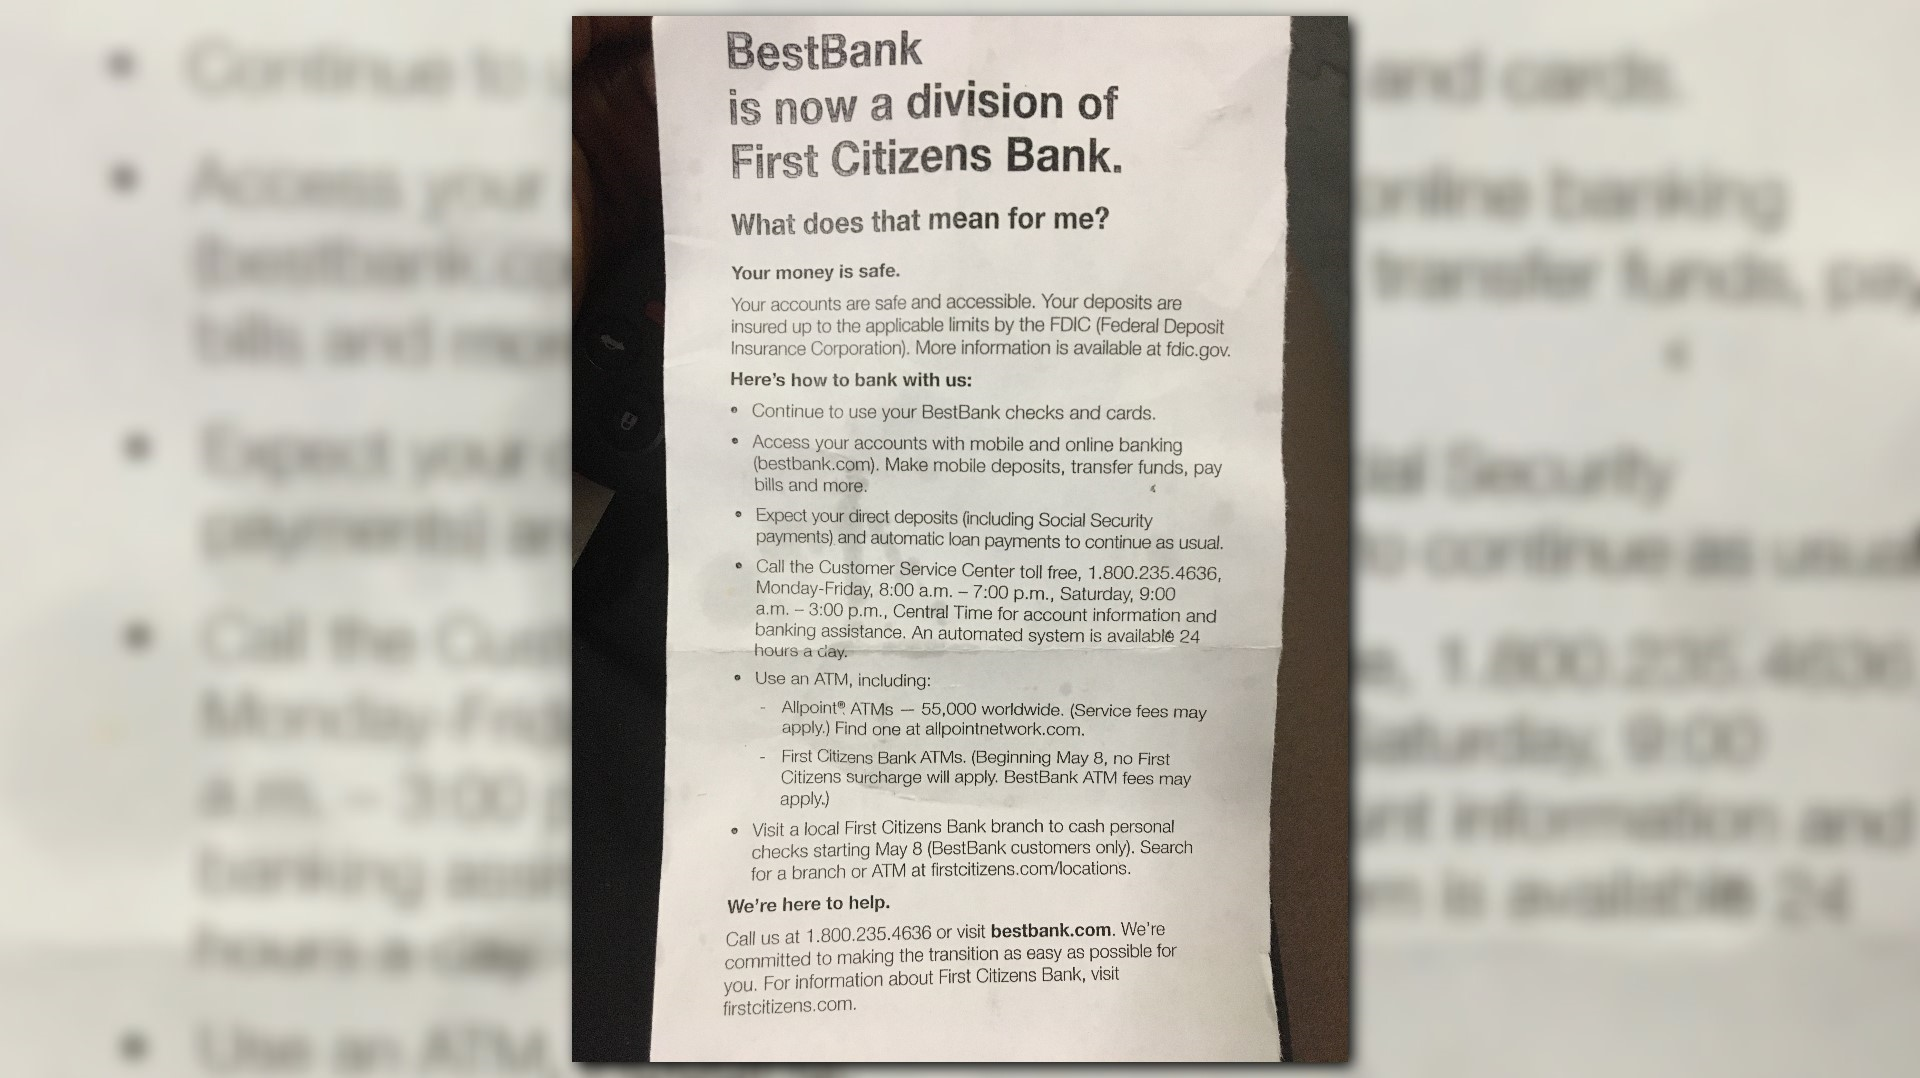 BestBank
is now a division of
First Citizens Bank.
What does that mean for me?
Your money is safe.
Your accounts are safe and accessible. Your deposits are
insured up to the applicable limits by the FDIC (Federal Deposit
Insurance Corporation). More information is available at fdic.gov.
Here's how to bank with us:
• Continue to use your BestBank checks and cards.
• Access your accounts with mobile and online banking
(bestbank.com). Make mobile deposits, transfer funds, pay
bills and more.
• Expect your direct deposits (including Social Security
payments) and automatic loan payments to continue as usual.
• Call the Customer Service Center toll free, 1.800.235.4636,
Monday-Friday, 8:00 a.m. – 7:00 p.m., Saturday, 9:00
a.m. – 3:00 p.m., Central Time for account information and
banking assistance. An automated system is available 24
hours a day.
• Use an ATM, including:
- Allpoint® ATMs — 55,000 worldwide. (Service fees may
apply.) Find one at allpointnetwork.com.
- First Citizens Bank ATMs. (Beginning May 8, no First
Citizens surcharge will apply. BestBank ATM fees may
apply.)
• Visit a local First Citizens Bank branch to cash personal
checks starting May 8 (BestBank customers only). Search
for a branch or ATM at firstcitizens.com/locations.
We're here to help.
Call us at 1.800.235.4636 or visit bestbank.com. We're
committed to making the transition as easy as possible for
you. For information about First Citizens Bank, visit
firstcitizens.com.